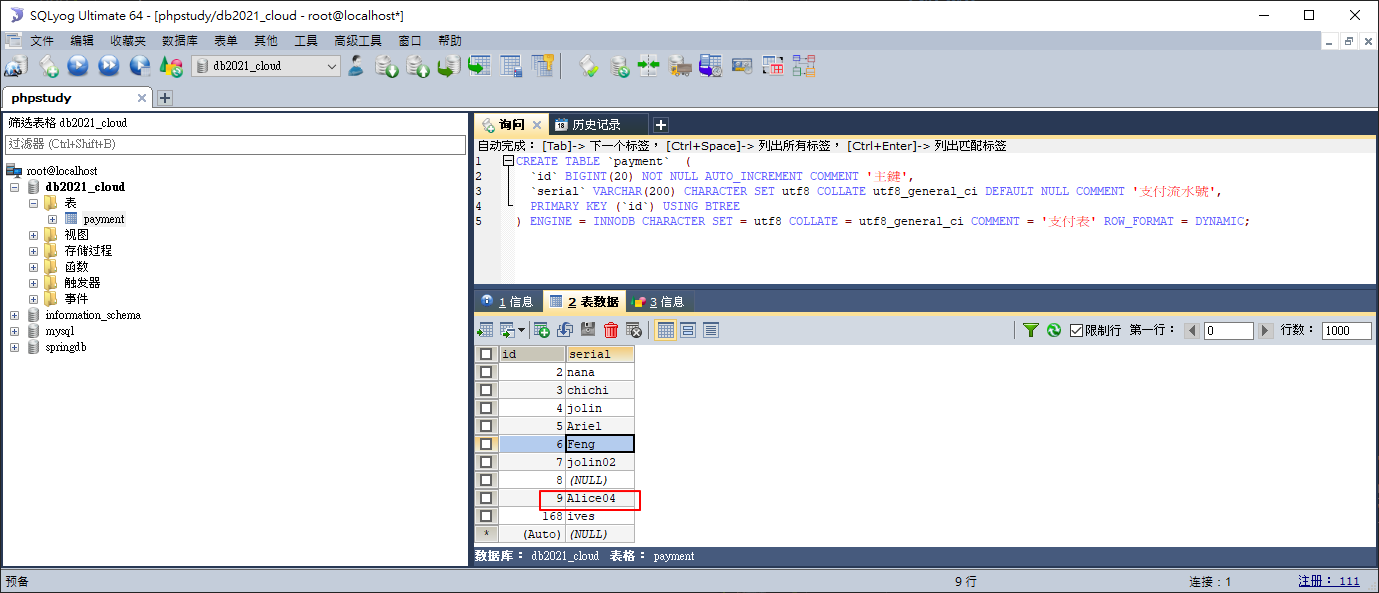 SQLyog Ultimate 64 - [phpstudy/db2021_cloud - root@localhost*]
文件 编辑 收藏夹 数据库 表单 其他 工具 高级工具 窗口 帮助
db2021_cloud
phpstudy
筛选表格 db2021_cloud
过滤器 (Ctrl+Shift+B)
root@localhost
db2021_cloud
表
payment
视图
存储过程
函数
触发器
事件
information_schema
mysql
springdb
询问 历史记录
自动完成： [Tab]-> 下一个标签， [Ctrl+Space]-> 列出所有标签， [Ctrl+Enter]-> 列出匹配标签
1 CREATE TABLE `payment`  (
2 `id` BIGINT(20) NOT NULL AUTO_INCREMENT COMMENT '主鍵',
3 `serial` VARCHAR(200) CHARACTER SET utf8 COLLATE utf8_general_ci DEFAULT NULL COMMENT '支付流水號',
4 PRIMARY KEY (`id`) USING BTREE
5 ) ENGINE = INNODB CHARACTER SET = utf8 COLLATE = utf8_general_ci COMMENT = '支付表' ROW_FORMAT = DYNAMIC;
1 信息 2 表数据 3 信息
限制行 第一行： 0 行数： 1000
id serial
2 nana
3 chichi
4 jolin
5 Ariel
6 Feng
7 jolin02
8 (NULL)
9 Alice04
168 ives
* (Auto) (NULL)
数据库： db2021_cloud 表格： payment
预备 9 行 连接：1 注册： 111